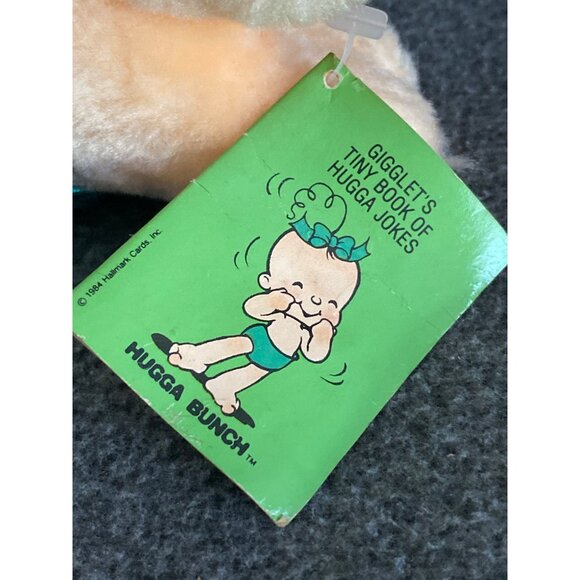 GIGGLET'S
TINY BOOK OF
HUGGA JOKES
© 1984 Hallmark Cards, Inc.
HUGGA BUNCH™